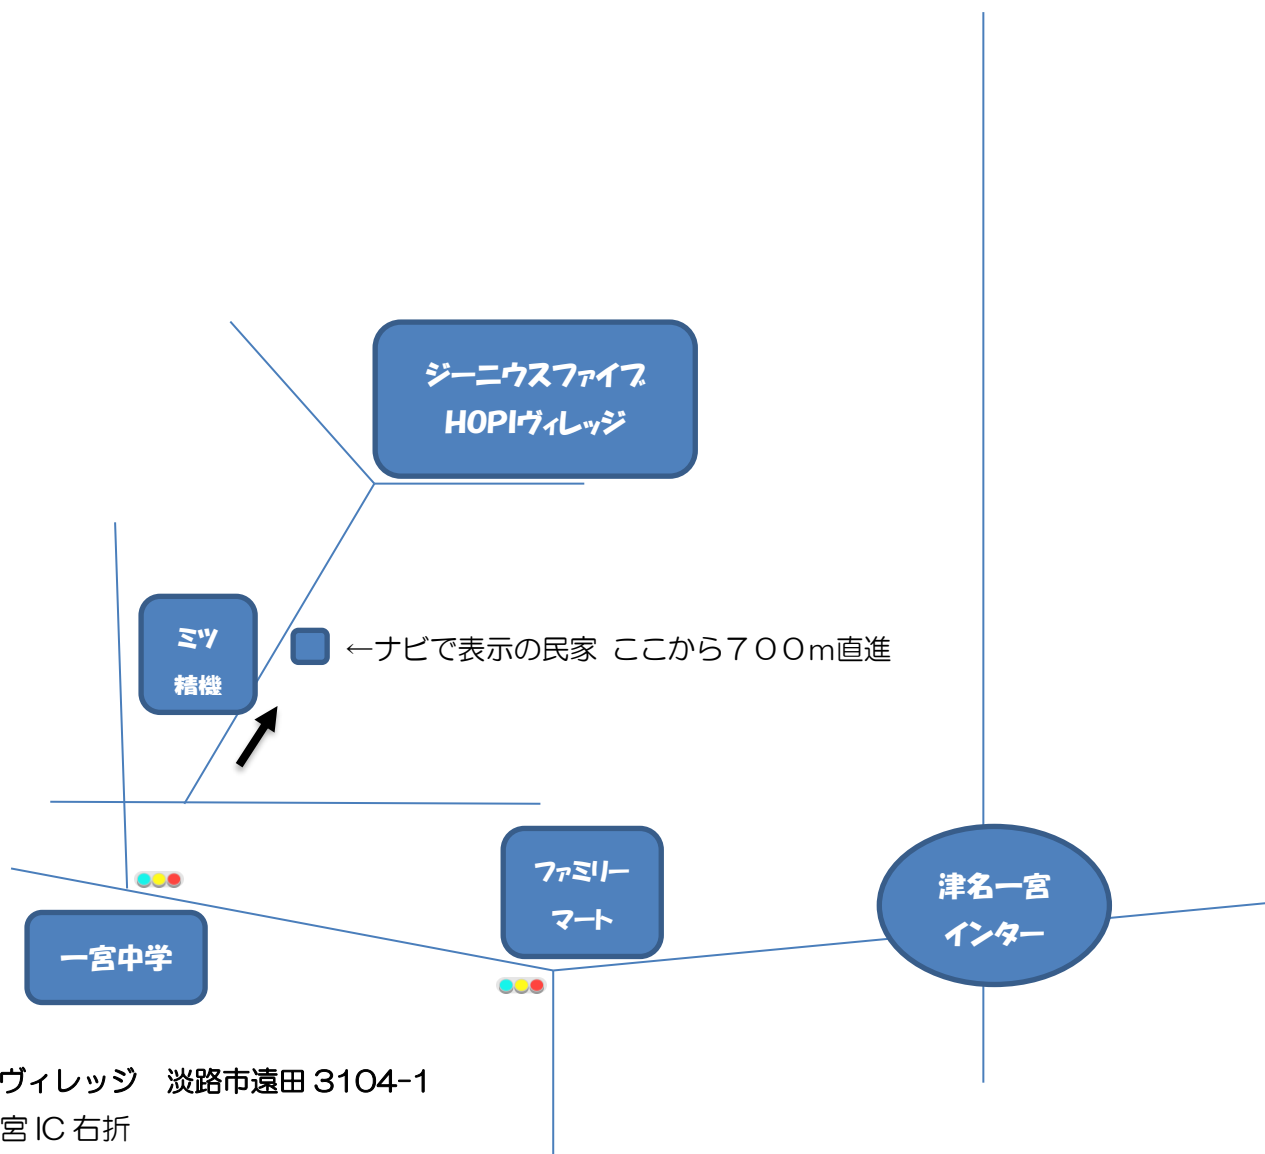 ジーニウスファイブ
HOPIヴィレッジ
ミツ
精機
←ナビで表示の民家 ここから７００ｍ直進
ファミリー
マート
津名一宮
インター
一宮中学
ヴィレッジ　淡路市遠田 3104-1
宮 IC 右折